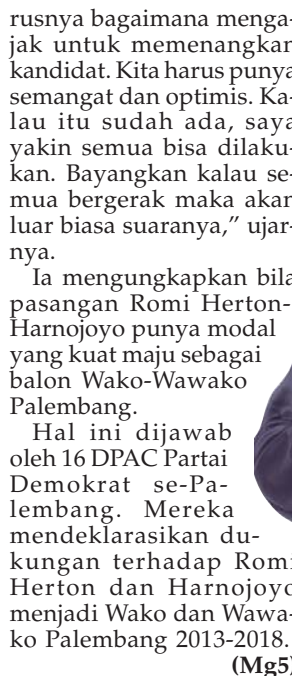 rusnya bagaimana menga-
jak untuk memenangkan
kandidat. Kita harus punya
semangat dan optimis. Ka-
lau itu sudah ada, saya
yakin semua bisa dilaku-
kan. Bayangkan kalau se-
mua bergerak maka akan
luar biasa suaranya,” ujar-
nya.
Ia mengungkapkan bila
pasangan Romi Herton-
Harnojoyo punya modal
yang kuat maju sebagai
balon Wako-Wawako
Palembang.
Hal ini dijawab
oleh 16 DPAC Partai
Demokrat se-Pa-
lembang. Mereka
mendeklarasikan du-
kungan terhadap Romi
Herton dan Harnojoyo
menjadi Wako dan Wawa-
ko Palembang 2013-2018.
(Mg5)